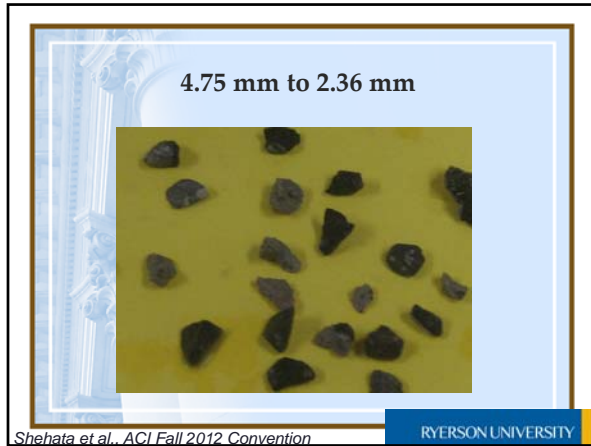 4.75 mm to 2.36 mm
Shehata et al., ACI Fall 2012 Convention
RYERSON UNIVERSITY